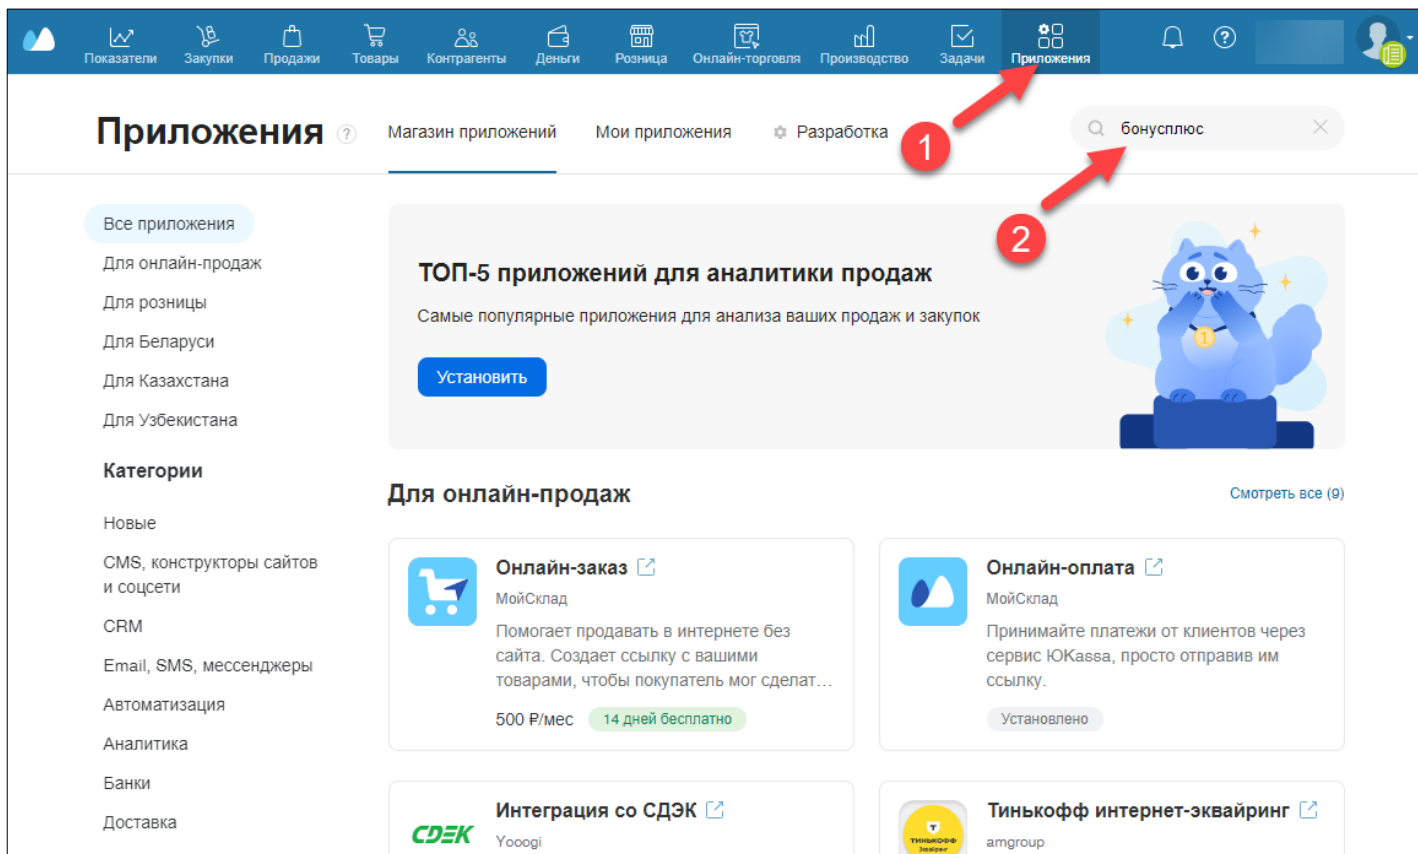 Показатели
Закупки
Продажи
Товары
Контрагенты
Деньги
Розница
Онлайн-торговля
Производство
Задачи
Приложения
?
Приложения ?
Магазин приложений
Мои приложения
Разработка
1
бонусплюс
2
Все приложения
Для онлайн-продаж
Для розницы
Для Беларуси
Для Казахстана
Для Узбекистана
Категории
Новые
CMS, конструкторы сайтов
и соцсети
CRM
Email, SMS, мессенджеры
Автоматизация
Аналитика
Банки
Доставка
ТОП-5 приложений для аналитики продаж
Самые популярные приложения для анализа ваших продаж и закупок
Установить
1
Для онлайн-продаж
Смотреть все (9)
Онлайн-заказ
МойСклад
Помогает продавать в интернете без
сайта. Создает ссылку с вашими
товарами, чтобы покупатель мог сделат...
500 ₽/мес
14 дней бесплатно
Онлайн-оплата
МойСклад
Принимайте платежи от клиентов через
сервис ЮKassa, просто отправив им
ссылку.
Установлено
CDEK
Интеграция со СДЭК
Yooogi
Т
ТИНЬКОФФ
Эквайринг
Тинькофф интернет-эквайринг
amgroup